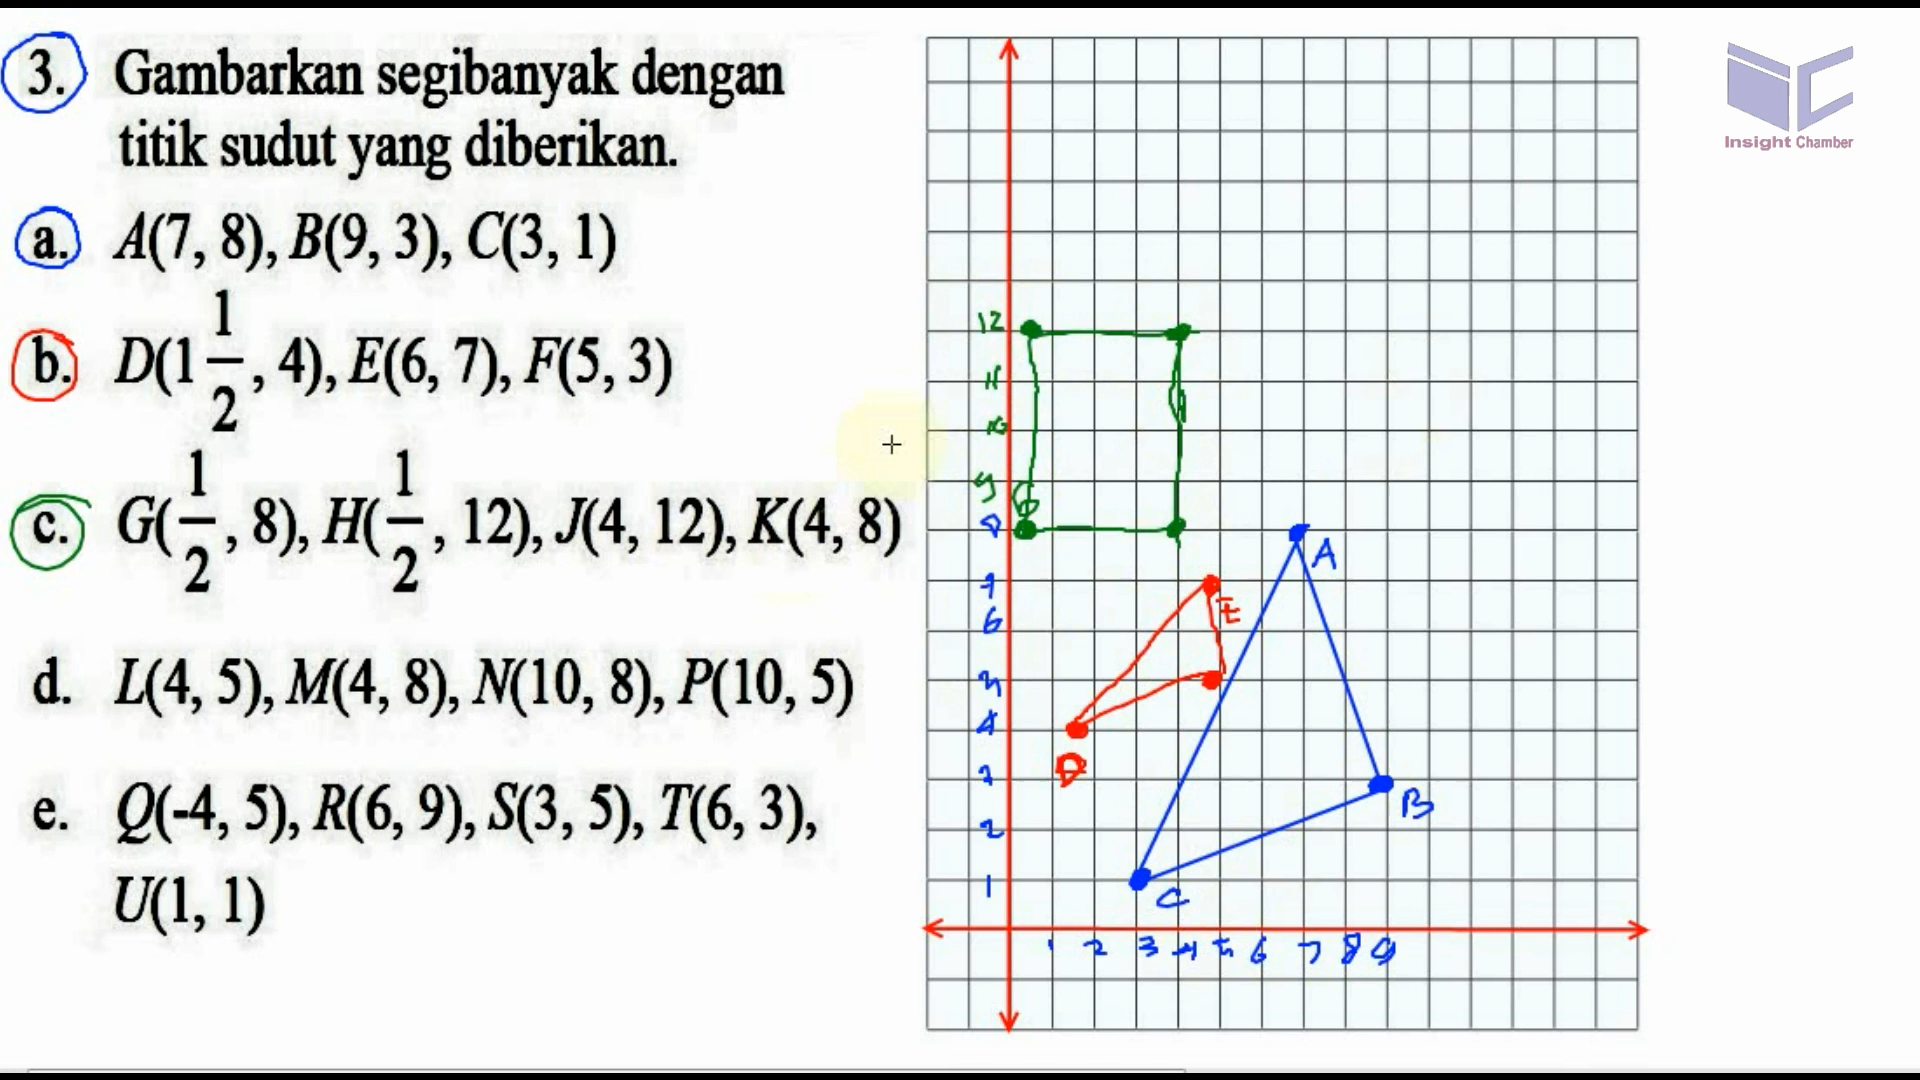 3. Gambarkan segibanyak dengan
titik sudut yang diberikan.
a. A(7, 8), B(9, 3), C(3, 1)
b. D(1 1/2, 4), E(6, 7), F(5, 3)
c. G(1/2, 8), H(1/2, 12), J(4, 12), K(4, 8)
d. L(4, 5), M(4, 8), N(10, 8), P(10, 5)
e. Q(-4, 5), R(6, 9), S(3, 5), T(6, 3),
U(1, 1)
12
11
10
9 G
8
A
7
E
6
5
4
D
3
B
2
1
C
1 2 3 4 5 6 7 8 9
Insight Chamber